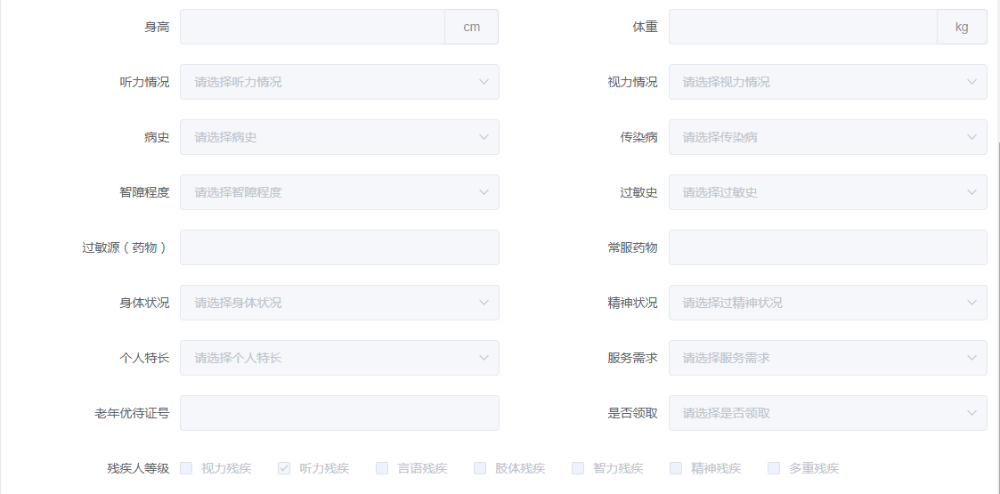 身高 cm 体重 kg
听力情况 请选择听力情况 视力情况 请选择视力情况
病史 请选择病史 传染病 请选择传染病
智障程度 请选择智障程度 过敏史 请选择过敏史
过敏源（药物） 常服药物
身体状况 请选择身体状况 精神状况 请选择过精神状况
个人特长 请选择个人特长 服务需求 请选择服务需求
老年优待证号 是否领取 请选择是否领取
残疾人等级 视力残疾 听力残疾 言语残疾 肢体残疾 智力残疾 精神残疾 多重残疾